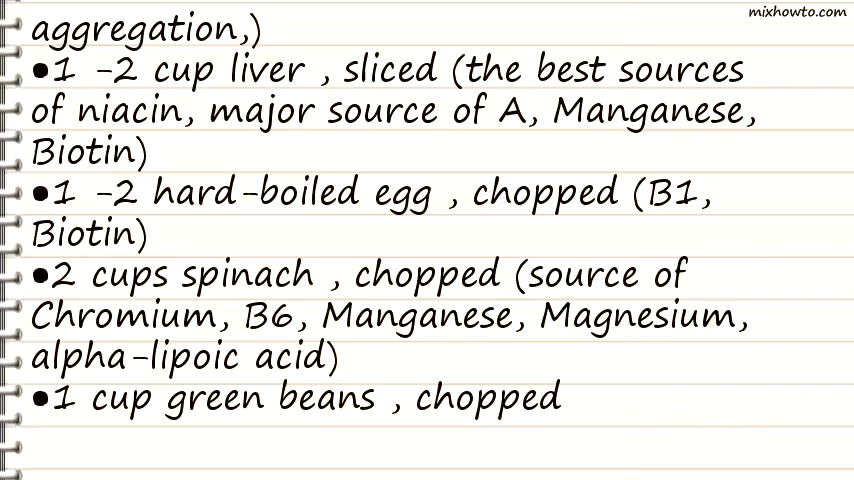 mixhowto.com
aggregation,)
●1 -2 cup liver , sliced (the best sources
of niacin, major source of A, Manganese,
Biotin)
●1 -2 hard-boiled egg , chopped (B1,
Biotin)
●2 cups spinach , chopped (source of
Chromium, B6, Manganese, Magnesium,
alpha-lipoic acid)
●1 cup green beans , chopped